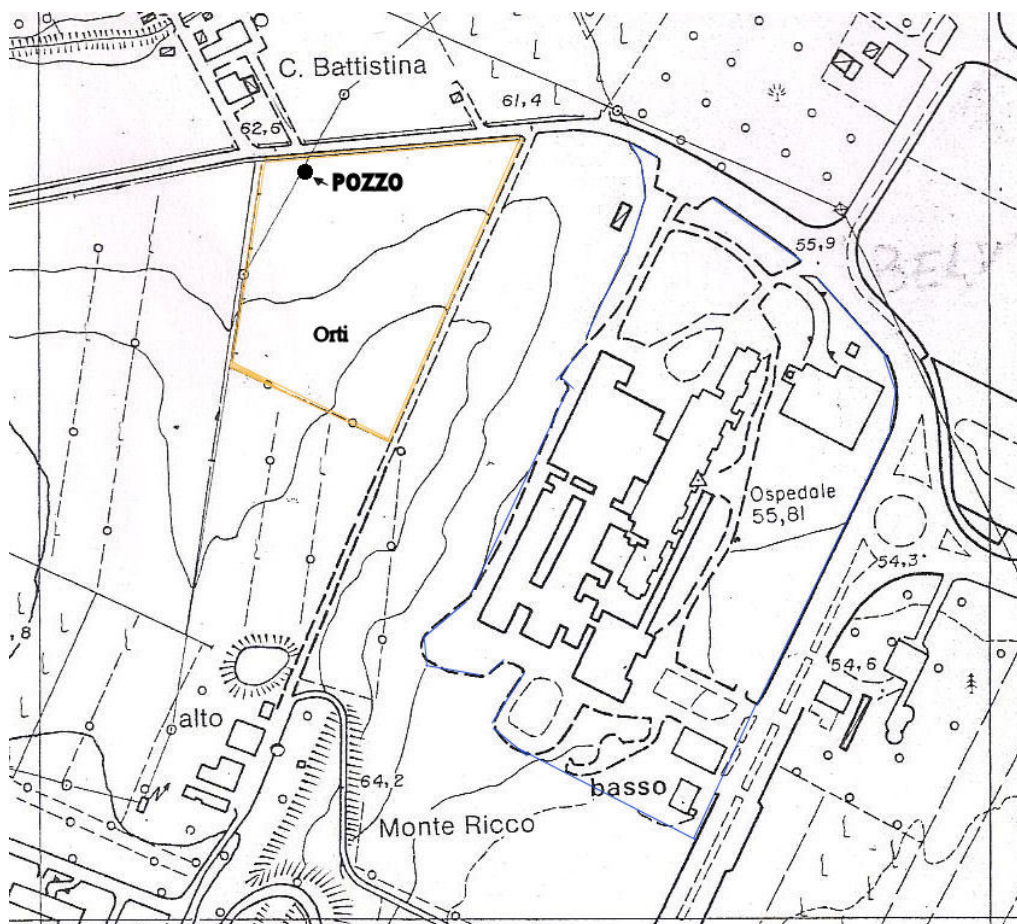 C. Battistina
61,4
62,6
POZZO
55,9
Orti
Ospedale
55,81
54,3
, 8
54,6
alto
64,2
basso
Monte Ricco